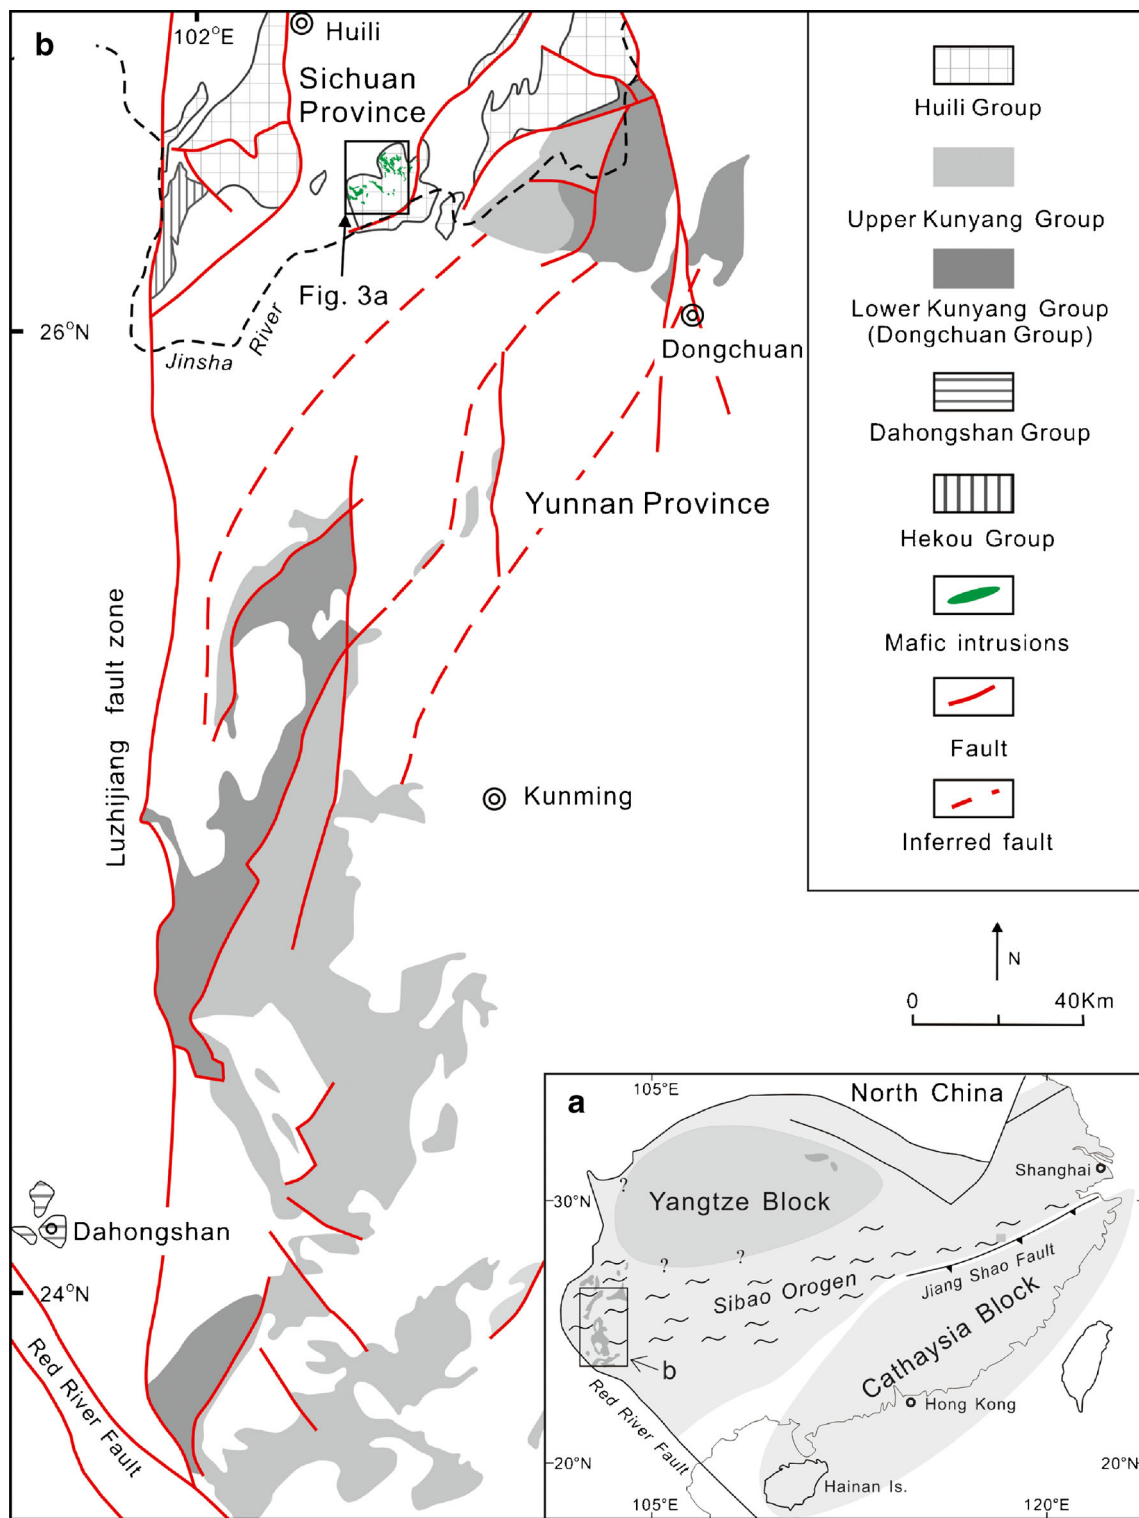 b
102°E
Huili
Sichuan
Province
Fig. 3a
26°N
Jinsha
River
Dongchuan
Yunnan Province
Luzhijiang fault zone
Kunming
Dahongshan
24°N
Red River Fault
Huili Group
Upper Kunyang Group
Lower Kunyang Group
(Dongchuan Group)
Dahongshan Group
Hekou Group
Mafic intrusions
Fault
Inferred fault
N
0
40Km
a
105°E
North China
Shanghai
30°N
?
Yangtze Block
?
?
Sibao Orogen
Jiang Shao Fault
Cathaysia Block
b
Red River Fault
Hong Kong
20°N
20°N
Hainan Is.
105°E
120°E